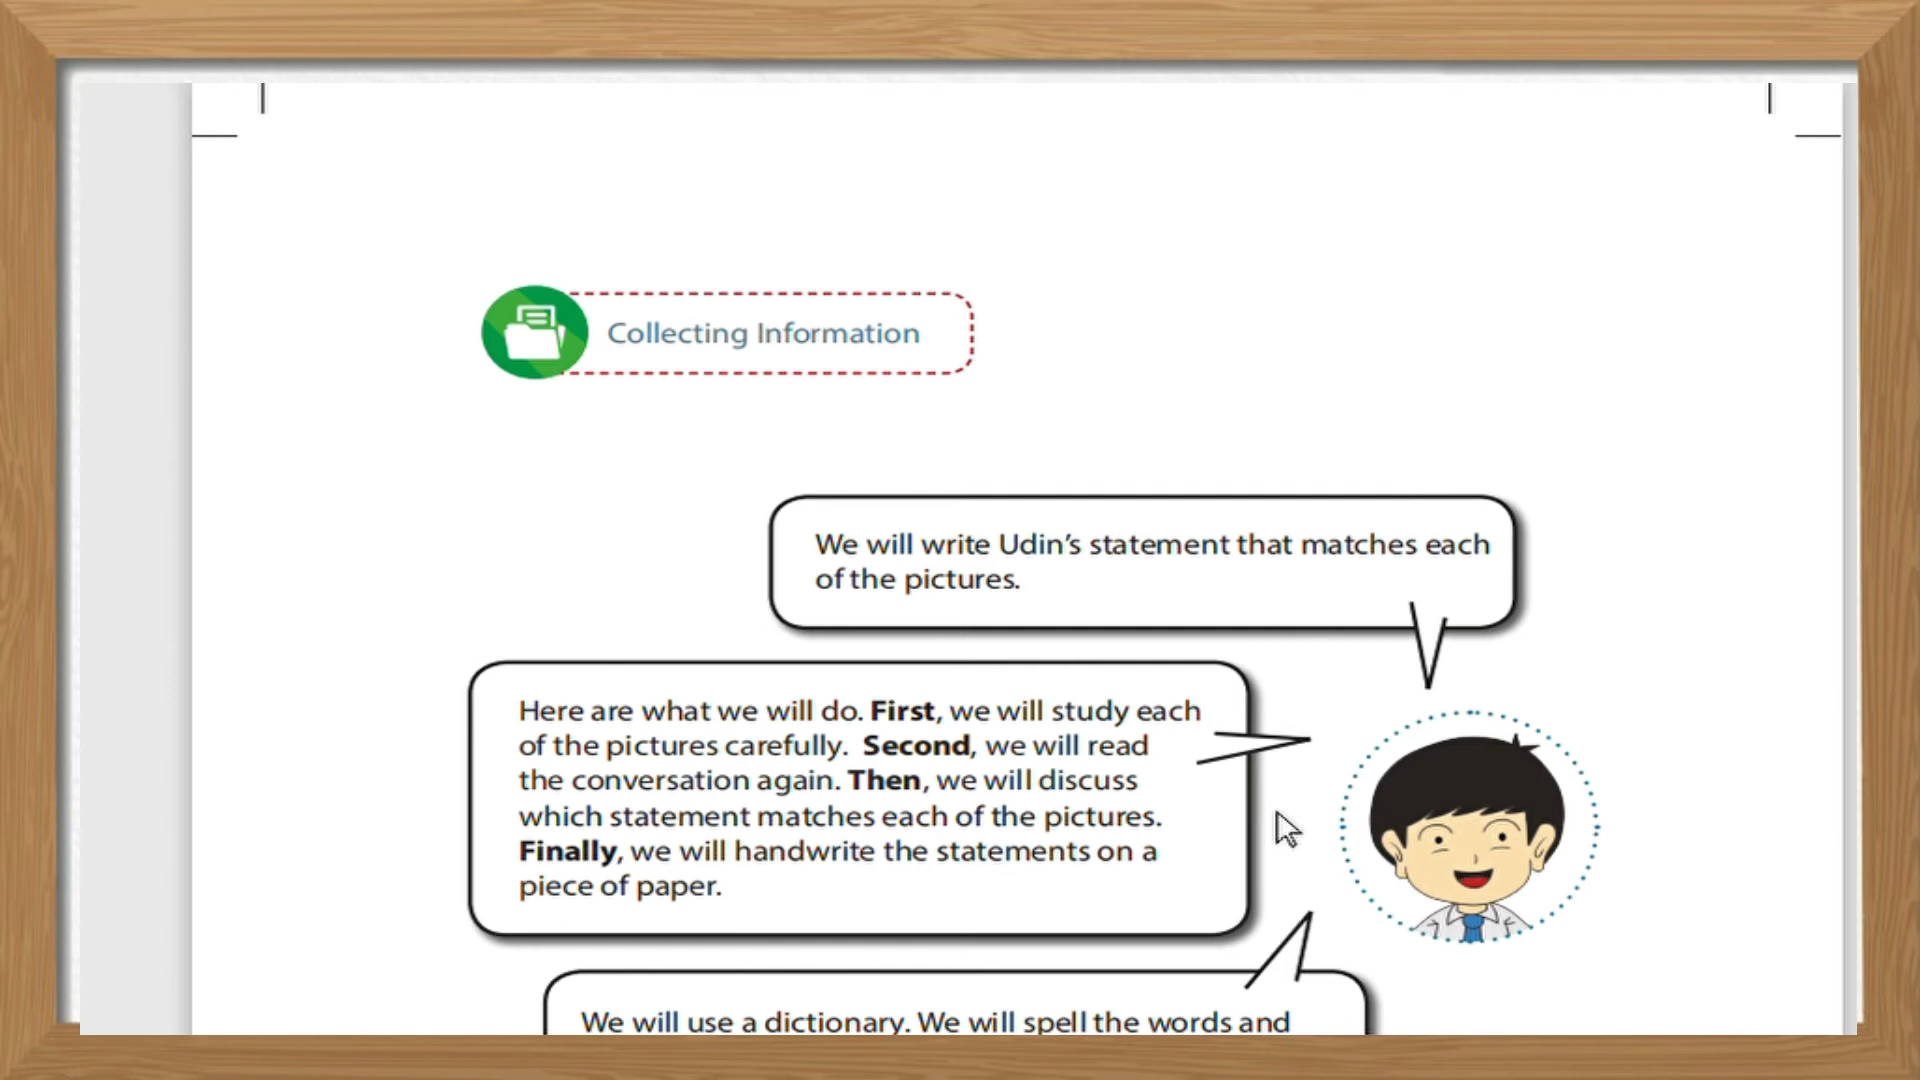 Collecting Information
We will write Udin’s statement that matches each
of the pictures.
Here are what we will do. First, we will study each
of the pictures carefully. Second, we will read
the conversation again. Then, we will discuss
which statement matches each of the pictures.
Finally, we will handwrite the statements on a
piece of paper.
We will use a dictionary. We will spell the words and